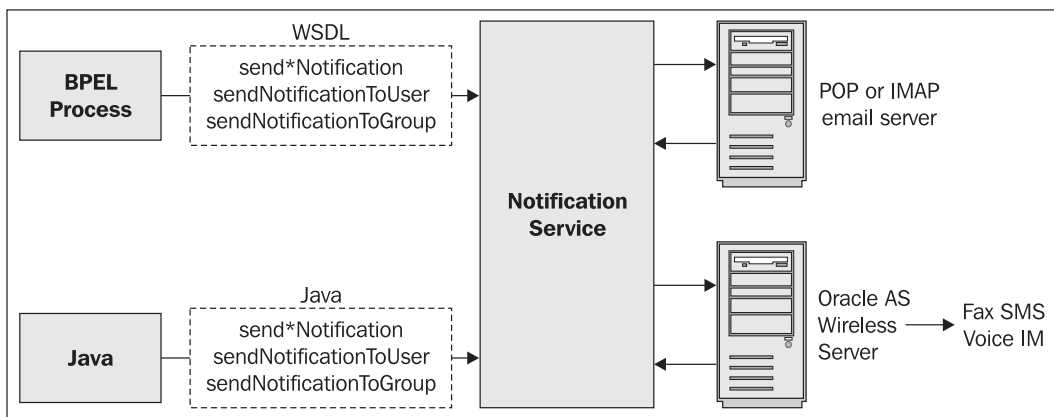 WSDL
BPEL
Process
send*Notification
sendNotificationToUser
sendNotificationToGroup
Notification
Service
POP or IMAP
email server
Java
Java
send*Notification
sendNotificationToUser
sendNotificationToGroup
Oracle AS
Wireless
Server
Fax SMS
Voice IM